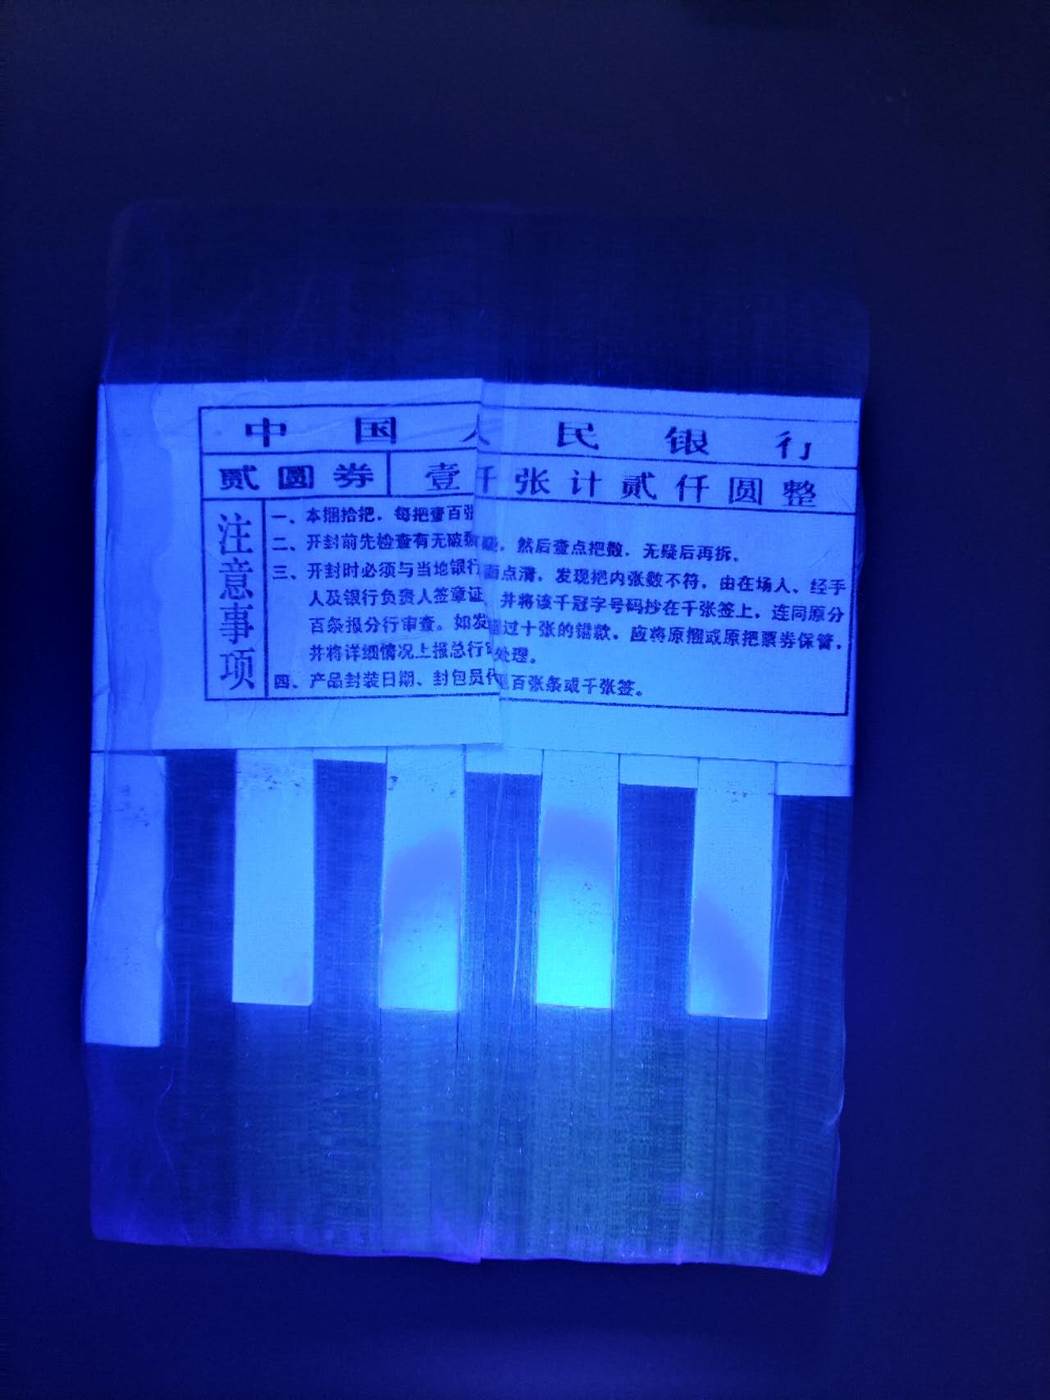 中国人民银行
贰圆券 壹仟张计贰仟圆整
注意事项
一、本捆拾把，每把壹百张
二、开封前先检查有无破 然后查点把数，无疑后再拆，
三、开封时必须与当地银行 面点清，发现把内张数不符，由在场人、经手
人及银行负责人签章证 并将该千冠字号码抄在千张签上，连同原分
百条报分行审查。如发 超过十张的错款，应将原捆或原把票券保管，
并将详细情况上报总行 处理。
四、产品封装日期、封包员代 百张条或千张签。